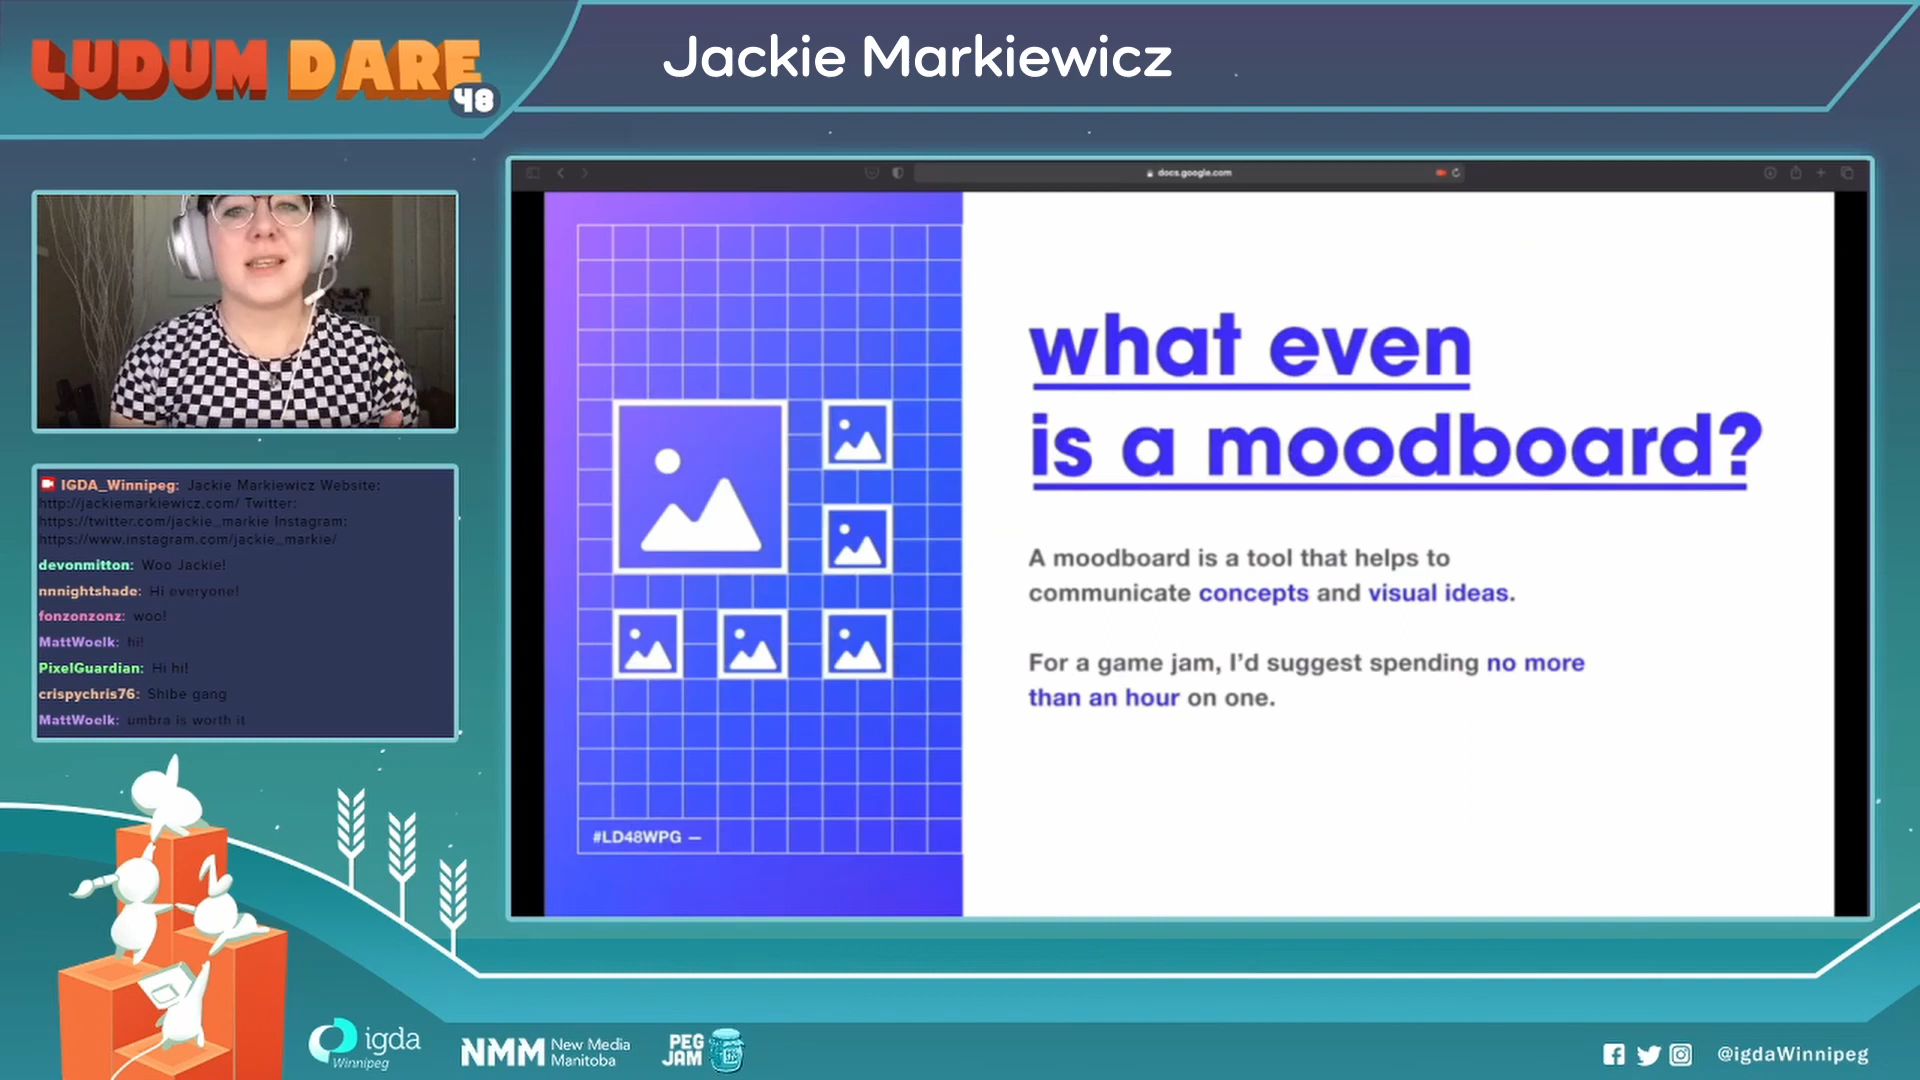 LUDUM DARE
48
Jackie Markiewicz
docs.google.com
IGDA_Winnipeg: Jackie Markiewicz Website:
http://jackiemarkiewicz.com/ Twitter:
https://twitter.com/jackie_markie Instagram:
https://www.instagram.com/jackie_markie/
devonmitton: Woo Jackie!
nnnightshade: Hi everyone!
fonzonzonz: woo!
MattWoelk: hi!
PixelGuardian: Hi hi!
crispychris76: Shibe gang
MattWoelk: umbra is worth it
what even
is a moodboard?
A moodboard is a tool that helps to
communicate concepts and visual ideas.
For a game jam, I'd suggest spending no more
than an hour on one.
#LD48WPG —
igda
Winnipeg
NMM New Media
Manitoba
PEG
JAM
@igdaWinnipeg